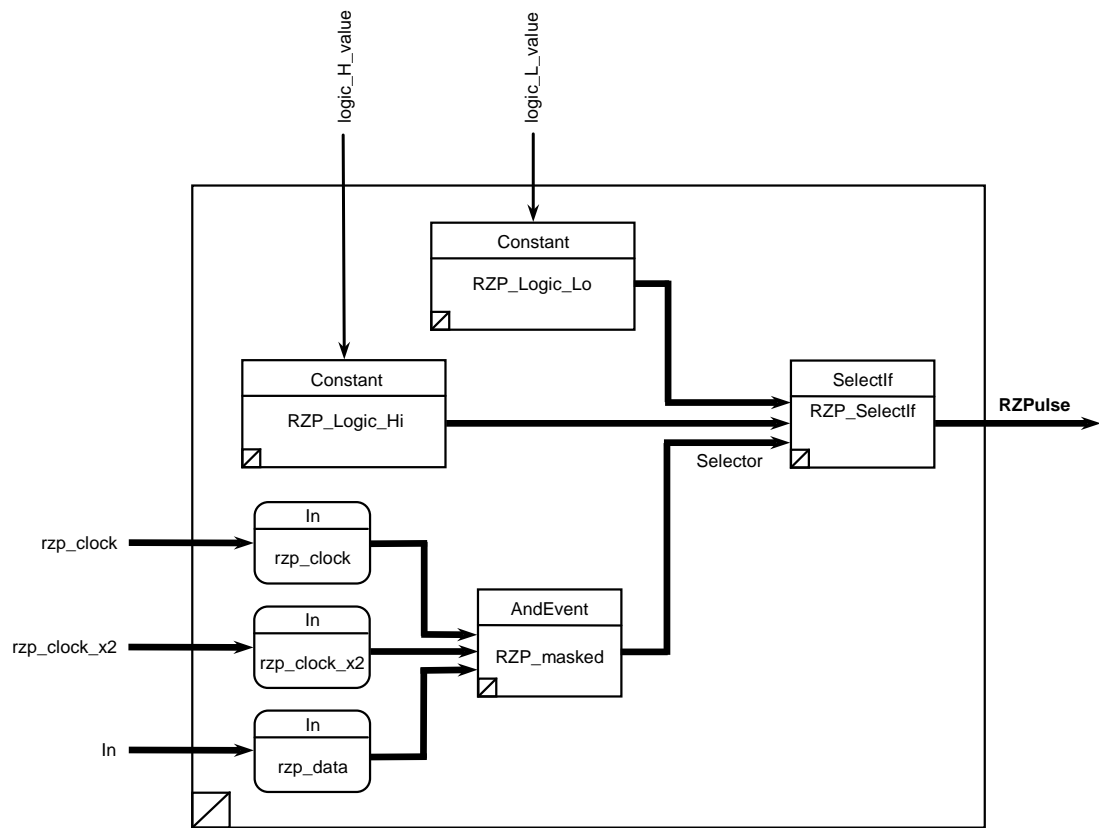 logic_H_value
logic_L_value
Constant
RZP_Logic_Lo
Constant
RZP_Logic_Hi
SelectIf
RZP_SelectIf
RZPulse
Selector
In
rzp_clock
rzp_clock
AndEvent
RZP_masked
In
rzp_clock_x2
rzp_clock_x2
In
In
rzp_data